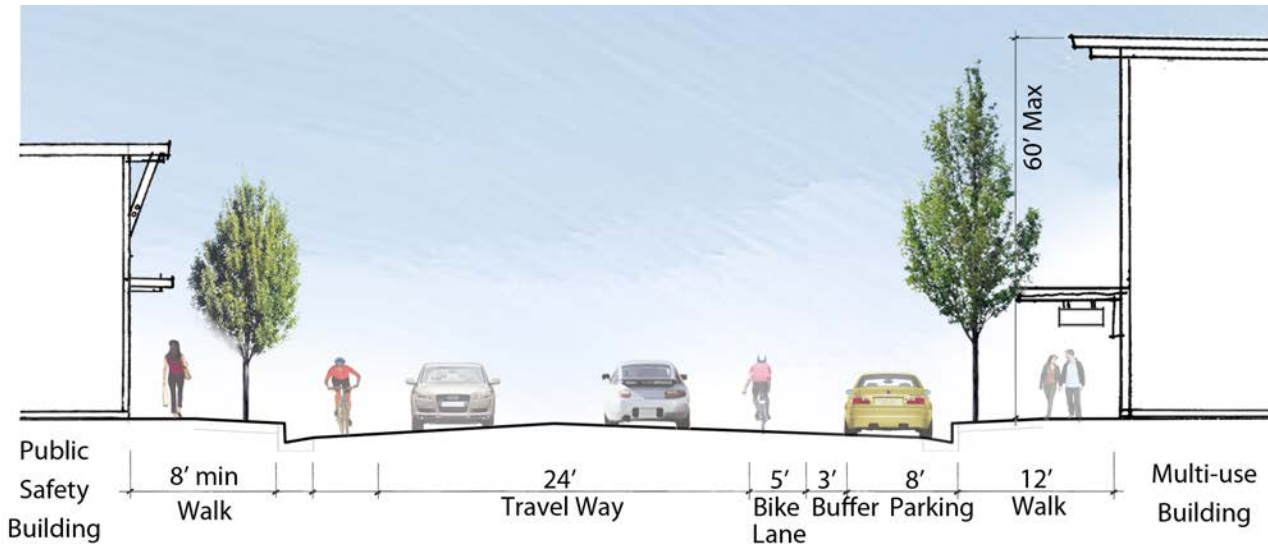 60’ Max
Public
Safety
Building
8’ min
Walk
24’
Travel Way
5’
Bike
Lane
3’
Buffer
8’
Parking
12’
Walk
Multi-use
Building